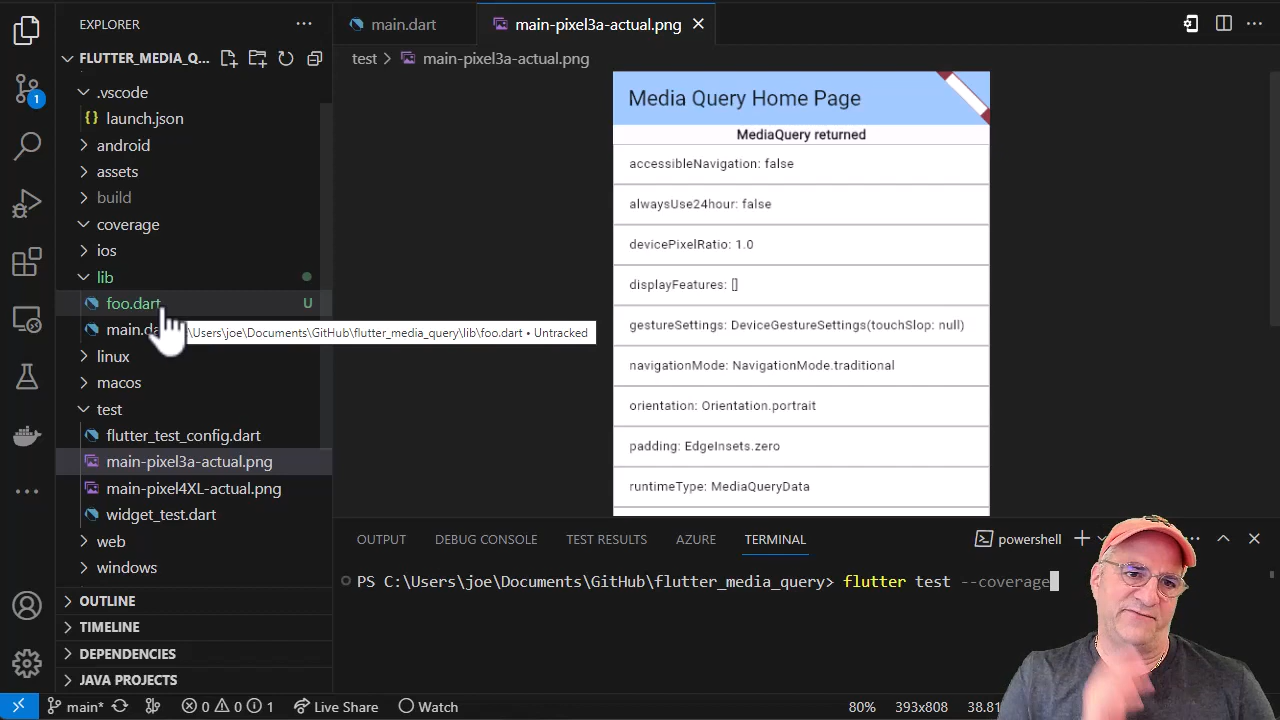 EXPLORER
FLUTTER_MEDIA_Q...
.vscode
launch.json
android
assets
build
coverage
ios
lib
foo.dart
U
main.da
\Users\joe\Documents\GitHub\flutter_media_query\lib\foo.dart • Untracked
linux
macos
test
flutter_test_config.dart
main-pixel3a-actual.png
main-pixel4XL-actual.png
widget_test.dart
web
windows
OUTLINE
TIMELINE
DEPENDENCIES
JAVA PROJECTS
1
main.dart
main-pixel3a-actual.png
test > main-pixel3a-actual.png
Media Query Home Page
MediaQuery returned
accessibleNavigation: false
alwaysUse24hour: false
devicePixelRatio: 1.0
displayFeatures: []
gestureSettings: DeviceGestureSettings(touchSlop: null)
navigationMode: NavigationMode.traditional
orientation: Orientation.portrait
padding: EdgeInsets.zero
runtimeType: MediaQueryData
OUTPUT DEBUG CONSOLE TEST RESULTS AZURE TERMINAL powershell
PS C:\Users\joe\Documents\GitHub\flutter_media_query> flutter test --coverage
main* 0 0 1 Live Share Watch 80% 393x808 38.81